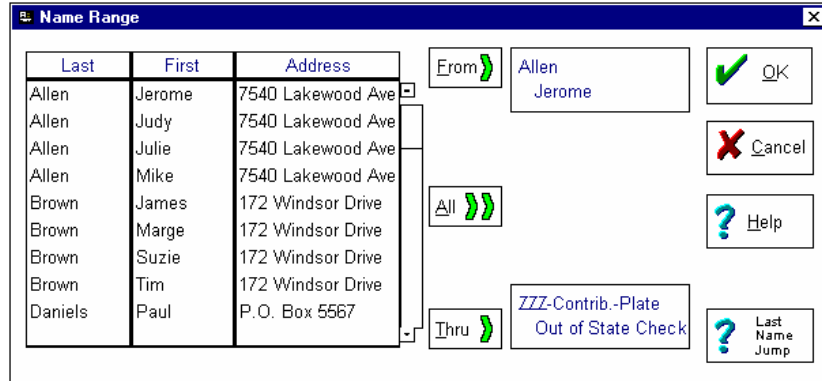 Name Range
Last First Address
Allen Jerome 7540 Lakewood Ave
Allen Judy 7540 Lakewood Ave
Allen Julie 7540 Lakewood Ave
Allen Mike 7540 Lakewood Ave
Brown James 172 Windsor Drive
Brown Marge 172 Windsor Drive
Brown Suzie 172 Windsor Drive
Brown Tim 172 Windsor Drive
Daniels Paul P.O. Box 5567
From
All
Thru
Allen
Jerome
ZZZ-Contrib.-Plate
Out of State Check
OK
Cancel
Help
Last
Name
Jump